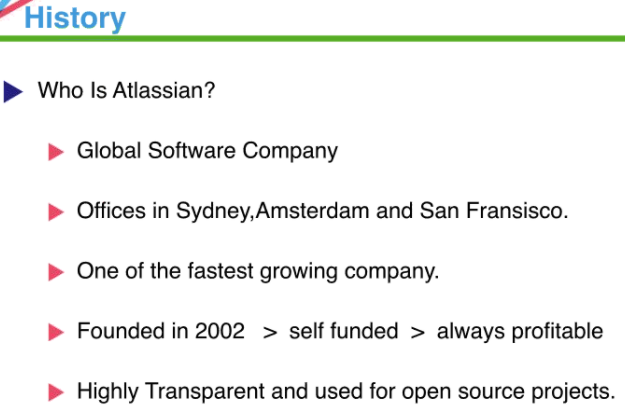 History
Who Is Atlassian?
Global Software Company
Offices in Sydney,Amsterdam and San Fransisco.
One of the fastest growing company.
Founded in 2002 > self funded > always profitable
Highly Transparent and used for open source projects.